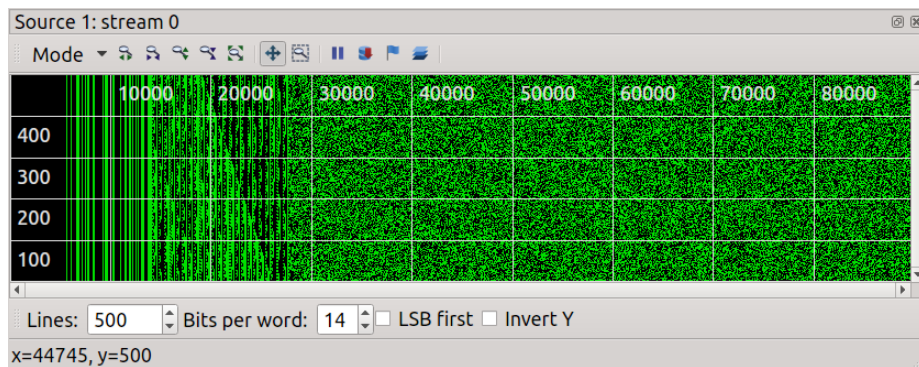 Source 1: stream 0
Mode
10000 20000 30000 40000 50000 60000 70000 80000
400
300
200
100
Lines: 500 Bits per word: 14 LSB first Invert Y
x=44745, y=500